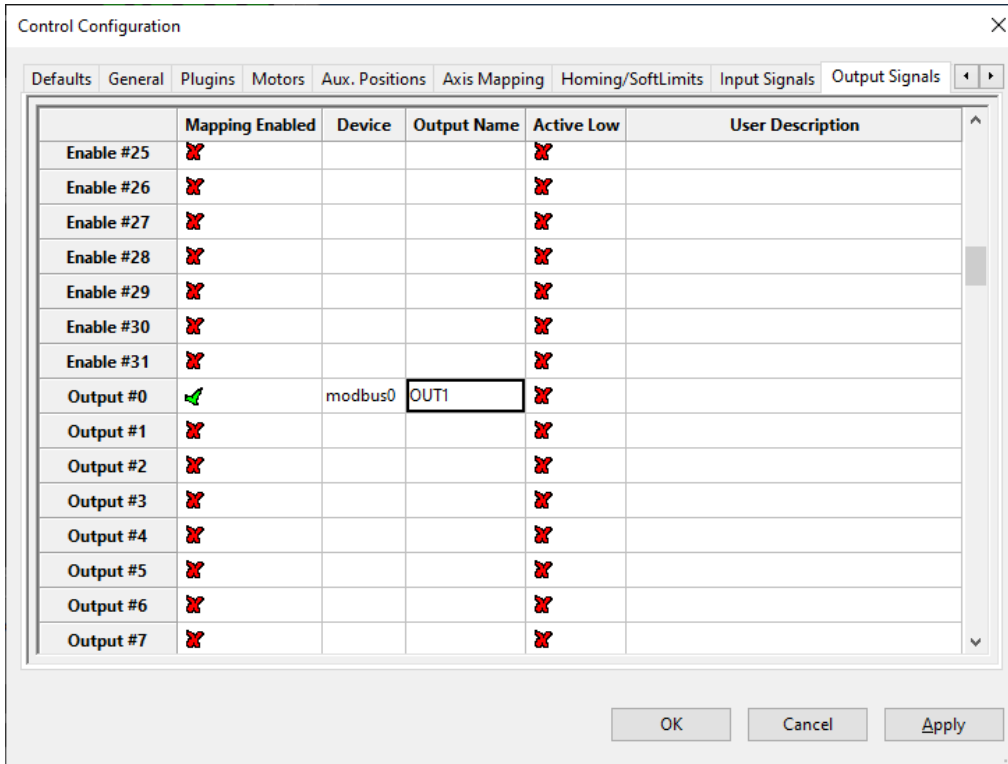 Control Configuration
Defaults General Plugins Motors Aux. Positions Axis Mapping Homing/SoftLimits Input Signals Output Signals
Mapping Enabled Device Output Name Active Low User Description
Enable #25
Enable #26
Enable #27
Enable #28
Enable #29
Enable #30
Enable #31
Output #0 modbus0 OUT1
Output #1
Output #2
Output #3
Output #4
Output #5
Output #6
Output #7
OK Cancel Apply